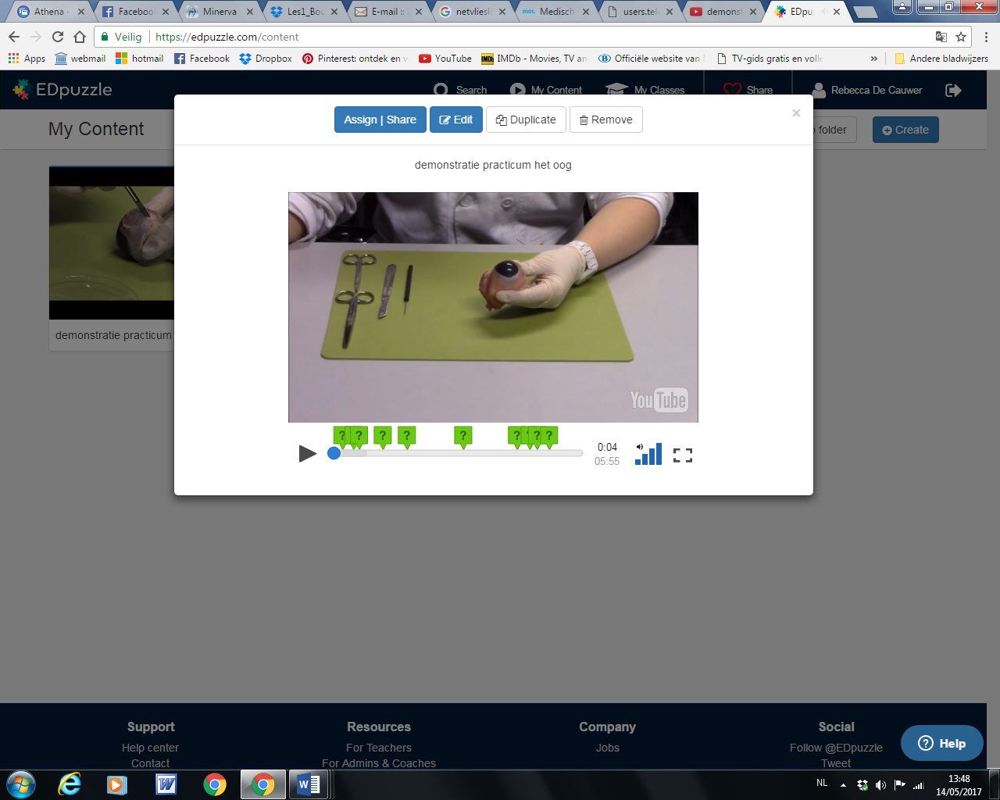 Athena -
Facebook
Minerva
Les1_Bo
E-mail ::
netvliesl
Medisch
users.tel
demonst
EDpu
Veilig
https://edpuzzle.com/content
Apps
webmail
hotmail
Facebook
Dropbox
Pinterest: ontdek en v
YouTube
IMDb
IMDb - Movies, TV an
Officiële website van
TV-gids gratis en volle
»
Andere bladwijzers
EDpuzzle
Search
My Content
My Classes
Share
Rebecca De Cauwer
My Content
folder
Create
Assign | Share
Edit
Duplicate
Remove
×
demonstratie practicum het oog
demonstratie practicum
YouTube
? ? ? ? ? ? ? ? ?
0:04
05:55
Support
Resources
Company
Social
Help center
For Teachers
Jobs
Follow @EDpuzzle
Contact
For Admins & Coaches
Tweet
Help
NL
13:48
14/05/2017